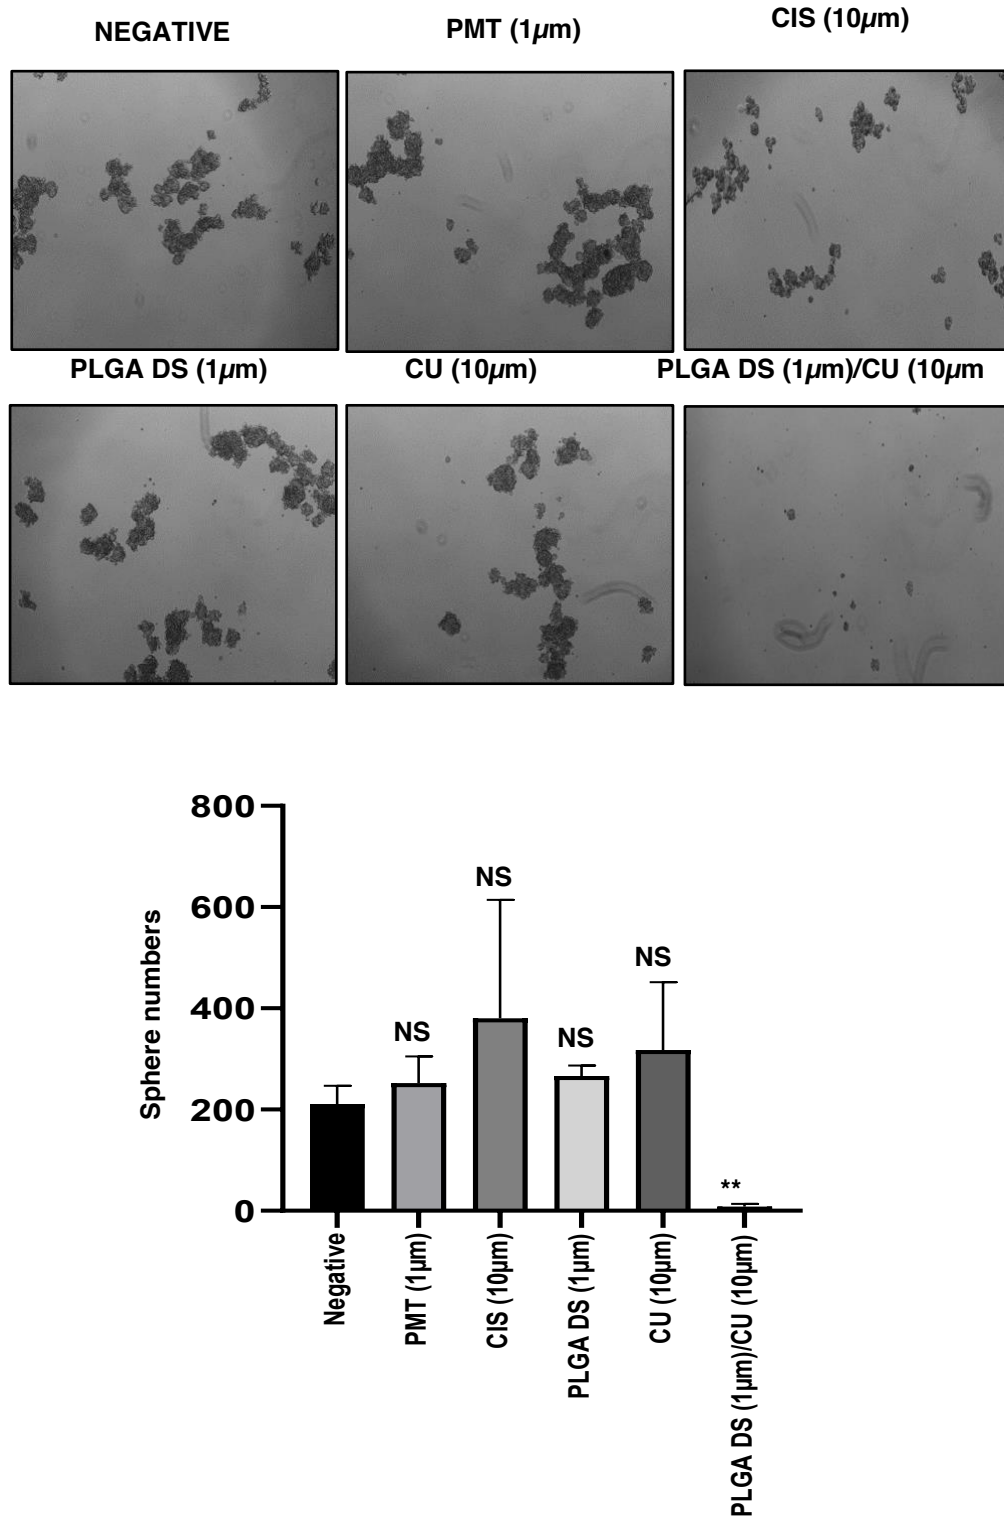 NEGATIVE
PMT (1µm)
CIS (10µm)
PLGA DS (1µm)
CU (10µm)
PLGA DS (1µm)/CU (10µm
800
600
400
200
0
Sphere numbers
NS
NS
NS
NS
**
Negative
PMT (1µm)
CIS (10µm)
PLGA DS (1µm)
CU (10µm)
PLGA DS (1µm)/CU (10µm)